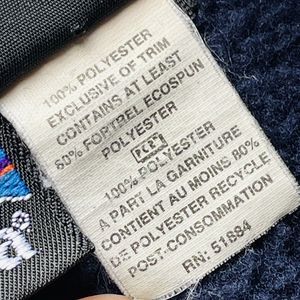 100% POLYESTER
EXCLUSIVE OF TRIM
CONTAINS AT LEAST
80% FORTREL ECOSPUN
POLYESTER
100% POLYESTER
A PART LA GARNITURE
CONTIENT AU MOINS 80%
DE POLYESTER RECYCLE
POST-CONSOMMATION
RN: 51884